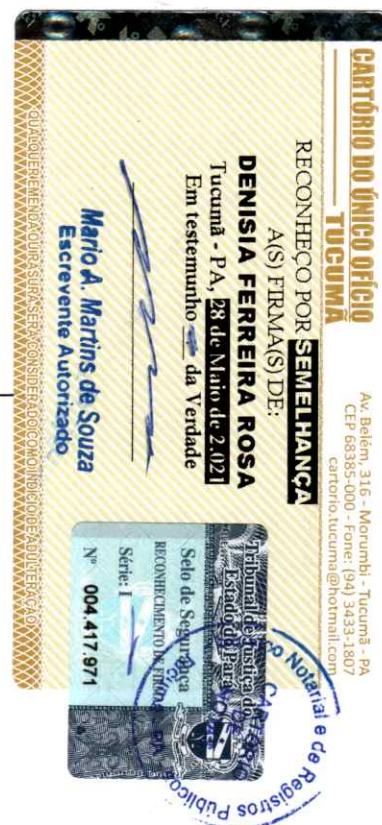 CARTÓRIO DO ÚNICO OFÍCIO
TUCUMÃ
Av. Belém, 316 - Morumbi - Tucumã - PA
CEP 68385-000 - Fone: (94) 3433-1807
cartorio.tucuma@hotmail.com
RECONHEÇO POR SEMELHANÇA
A(S) FIRMA(S) DE:
DENISIA FERREIRA ROSA
Tucumã - PA, 28 de Maio de 2.021
Em testemunho da Verdade
Mario A. Martins de Souza
Escrevente Autorizado
QUALQUER EMENDA OU RASURA SERÁ CONSIDERADO COMO INDÍCIO DE ADULTERAÇÃO
Tribunal de Justiça do
Estado do Pará
Selo de Segurança
RECONHECIMENTO DE FIRMA
Série: I
Nº 004.417.971
Notarial e de Registros Públicos